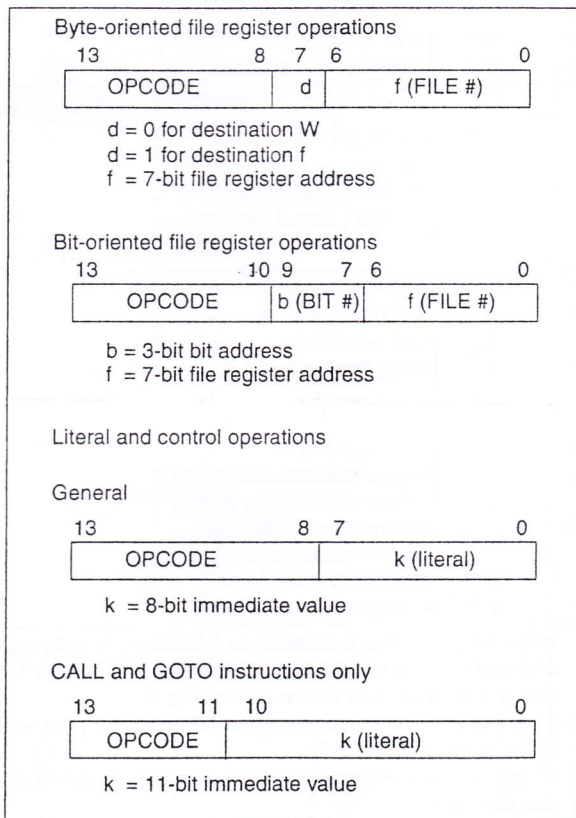 Byte-oriented file register operations
13 8 7 6 0
OPCODE d f (FILE #)
d = 0 for destination W
d = 1 for destination f
f = 7-bit file register address
Bit-oriented file register operations
13 10 9 7 6 0
OPCODE b (BIT #) f (FILE #)
b = 3-bit bit address
f = 7-bit file register address
Literal and control operations
General
13 8 7 0
OPCODE k (literal)
k = 8-bit immediate value
CALL and GOTO instructions only
13 11 10 0
OPCODE k (literal)
k = 11-bit immediate value